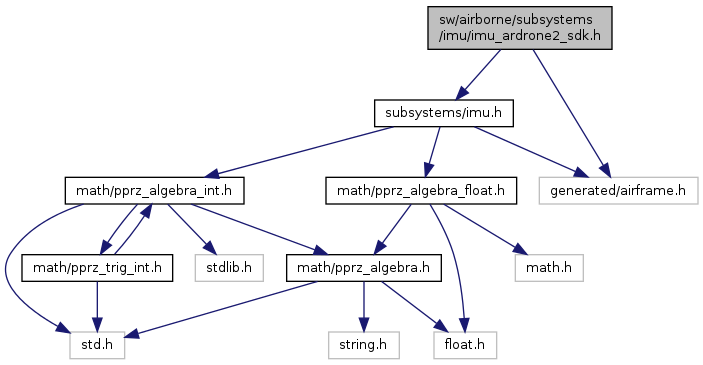 sw/airborne/subsystems
/imu/imu_ardrone2_sdk.h
subsystems/imu.h
math/pprz_algebra_int.h
math/pprz_algebra_float.h
generated/airframe.h
math/pprz_trig_int.h
stdlib.h
math/pprz_algebra.h
math.h
std.h
string.h
float.h